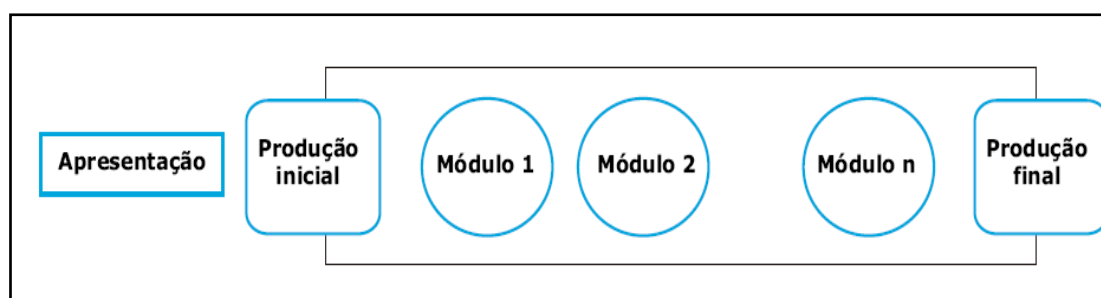 Apresentação
Produção
inicial
Módulo 1
Módulo 2
Módulo n
Produção
final